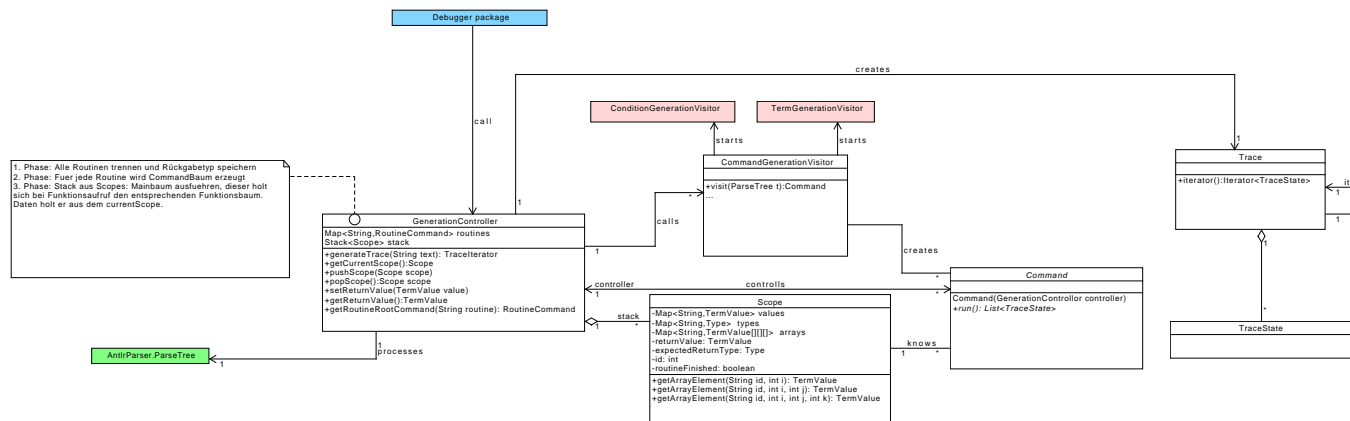 Debugger package
creates
ConditionGenerationVisitor
TermGenerationVisitor
call
starts
starts
1
1. Phase: Alle Routinen trennen und Rückgabetyp speichern
2. Phase: Fuer jede Routine wird CommandBaum erzeugt
3. Phase: Stack aus Scopes: Mainbaum ausfuehren, dieser holt
sich bei Funktionsaufruf den entsprechenden Funktionsbaum.
Daten holt er aus dem currentScope.
CommandGenerationVisitor
+visit(ParseTree t):Command
...
Trace
+iterator():Iterator<TraceState>
it
1
1
*
1
calls
1
GenerationController
Map<String,RoutineCommand> routines
Stack<Scope> stack
+generateTrace(String text): TraceIterator
+getCurrentScope():Scope
+pushScope(Scope scope)
+popScope():Scope scope
+setReturnValue(TermValue value)
+getReturnValue():TermValue
+getRoutineRootCommand(String routine): RoutineCommand
1
creates
*
controller
controlls
1
*
Command
Command(GenerationControllor controller)
+run(): List<TraceState>
stack
1
*
Scope
-Map<String,TermValue> values
-Map<String,Type> types
-Map<String,TermValue[][][]> arrays
-returnValue: TermValue
-expectedReturnType: Type
-id: int
-routineFinished: boolean
+getArrayElement(String id, int i): TermValue
+getArrayElement(String id, int i, int j): TermValue
+getArrayElement(String id, int i, int j, int k): TermValue
knows
1
*
1
*
TraceState
1
processes
1
AntlrParser.ParseTree